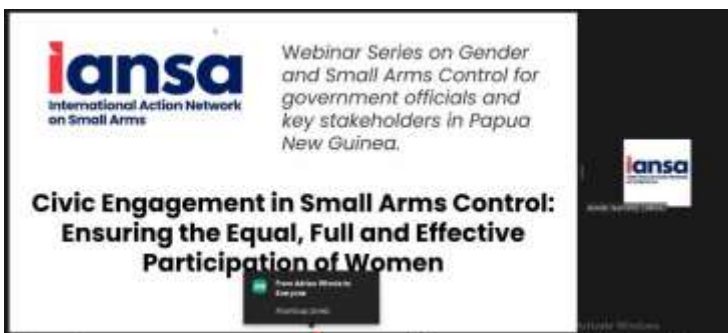 iansa
International Action Network
on Small Arms
Webinar Series on Gender
and Small Arms Control for
government officials and
key stakeholders in Papua
New Guinea.
Civic Engagement in Small Arms Control:
Ensuring the Equal, Full and Effective
Participation of Women
to
Everyone
iansa